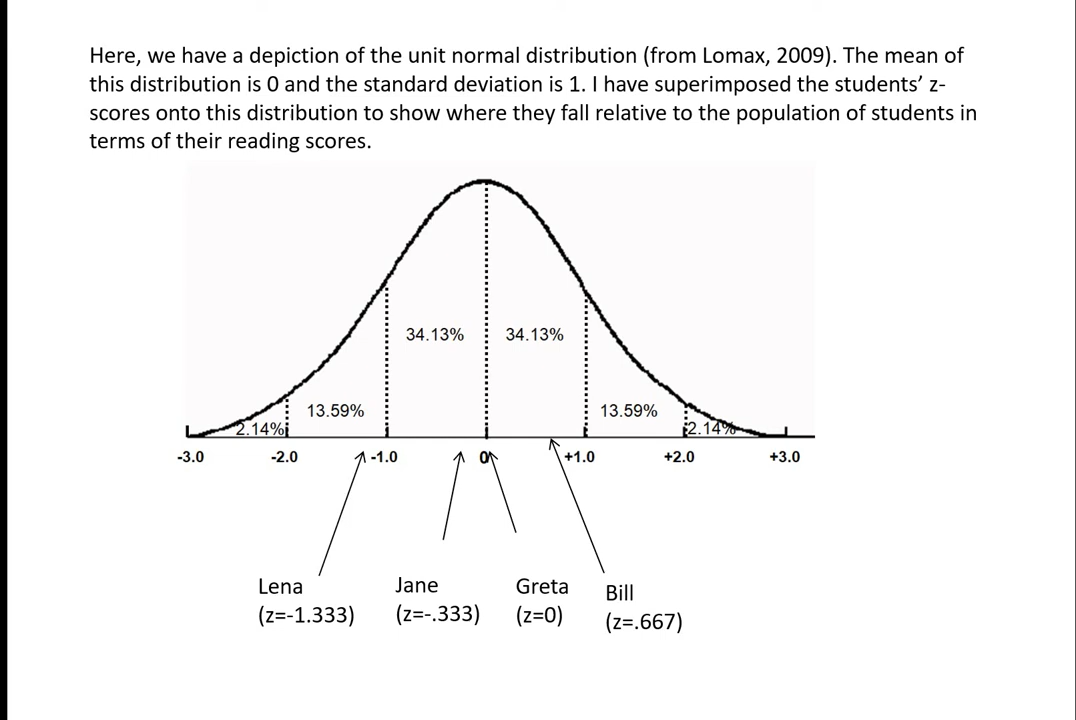 Here, we have a depiction of the unit normal distribution (from Lomax, 2009). The mean of
this distribution is 0 and the standard deviation is 1. I have superimposed the students’ z-
scores onto this distribution to show where they fall relative to the population of students in
terms of their reading scores.
34.13% 34.13%
13.59% 13.59%
2.14% 2.14%
-3.0 -2.0 -1.0 0 +1.0 +2.0 +3.0
Lena Jane Greta Bill
(z=-1.333) (z=-.333) (z=0) (z=.667)